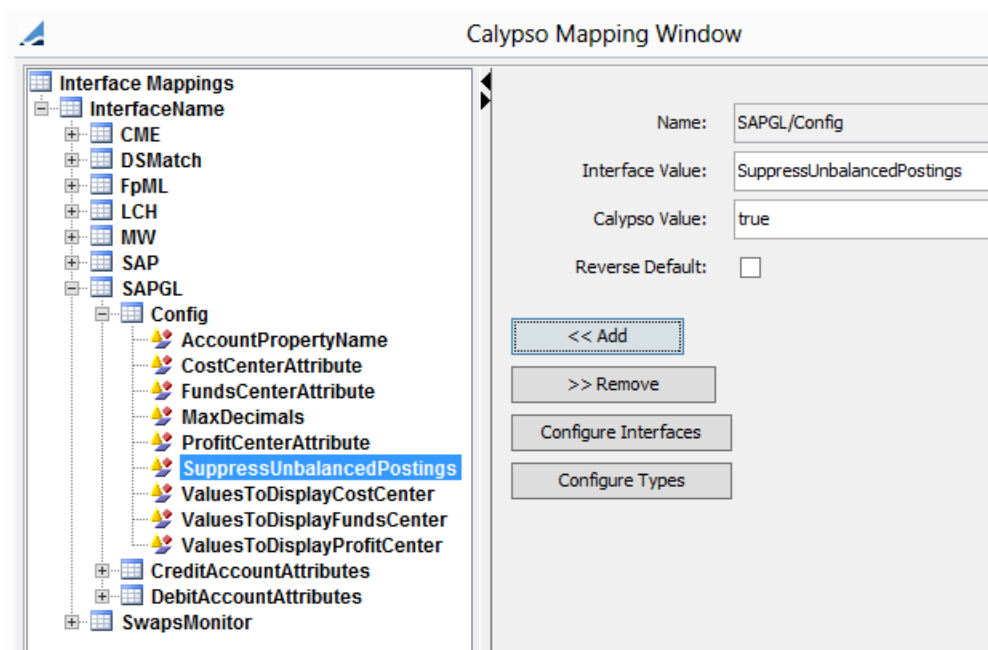 Calypso Mapping Window
Interface Mappings
InterfaceName
CME
DSMatch
FpML
LCH
MW
SAP
SAPGL
Config
AccountPropertyName
CostCenterAttribute
FundsCenterAttribute
MaxDecimals
ProfitCenterAttribute
SuppressUnbalancedPostings
ValuesToDisplayCostCenter
ValuesToDisplayFundsCenter
ValuesToDisplayProfitCenter
CreditAccountAttributes
DebitAccountAttributes
SwapsMonitor
Name: SAPGL/Config
Interface Value: SuppressUnbalancedPostings
Calypso Value: true
Reverse Default:
<< Add
>> Remove
Configure Interfaces
Configure Types